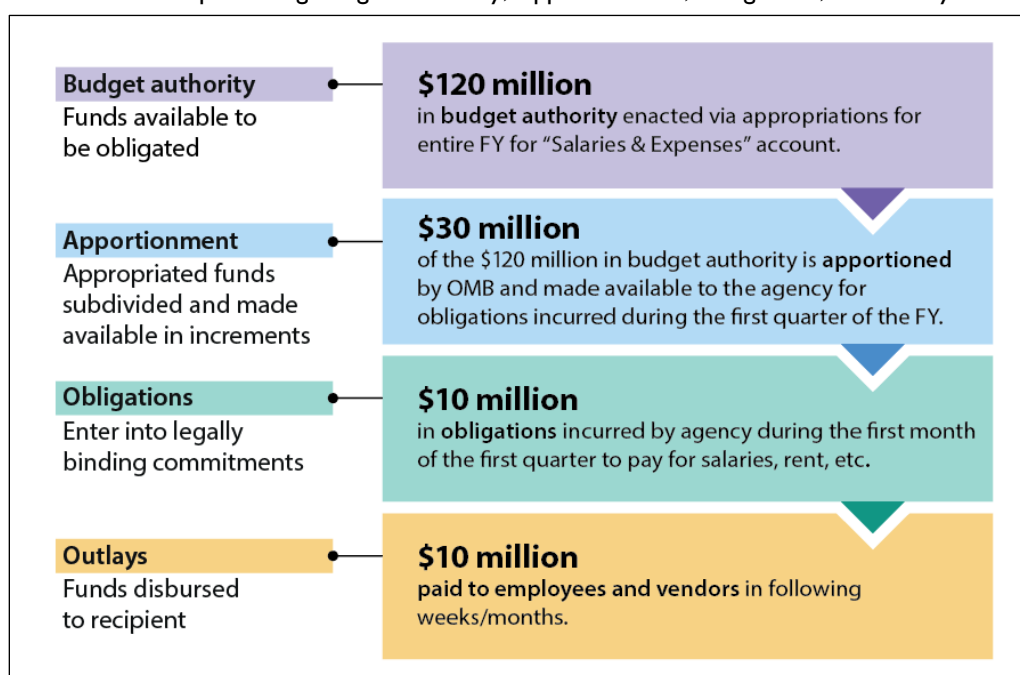 Budget authority
Funds available to
be obligated
$120 million
in budget authority enacted via appropriations for
entire FY for “Salaries & Expenses” account.
Apportionment
Appropriated funds
subdivided and made
available in increments
$30 million
of the $120 million in budget authority is apportioned
by OMB and made available to the agency for
obligations incurred during the first quarter of the FY.
Obligations
Enter into legally
binding commitments
$10 million
in obligations incurred by agency during the first month
of the first quarter to pay for salaries, rent, etc.
Outlays
Funds disbursed
to recipient
$10 million
paid to employees and vendors in following
weeks/months.